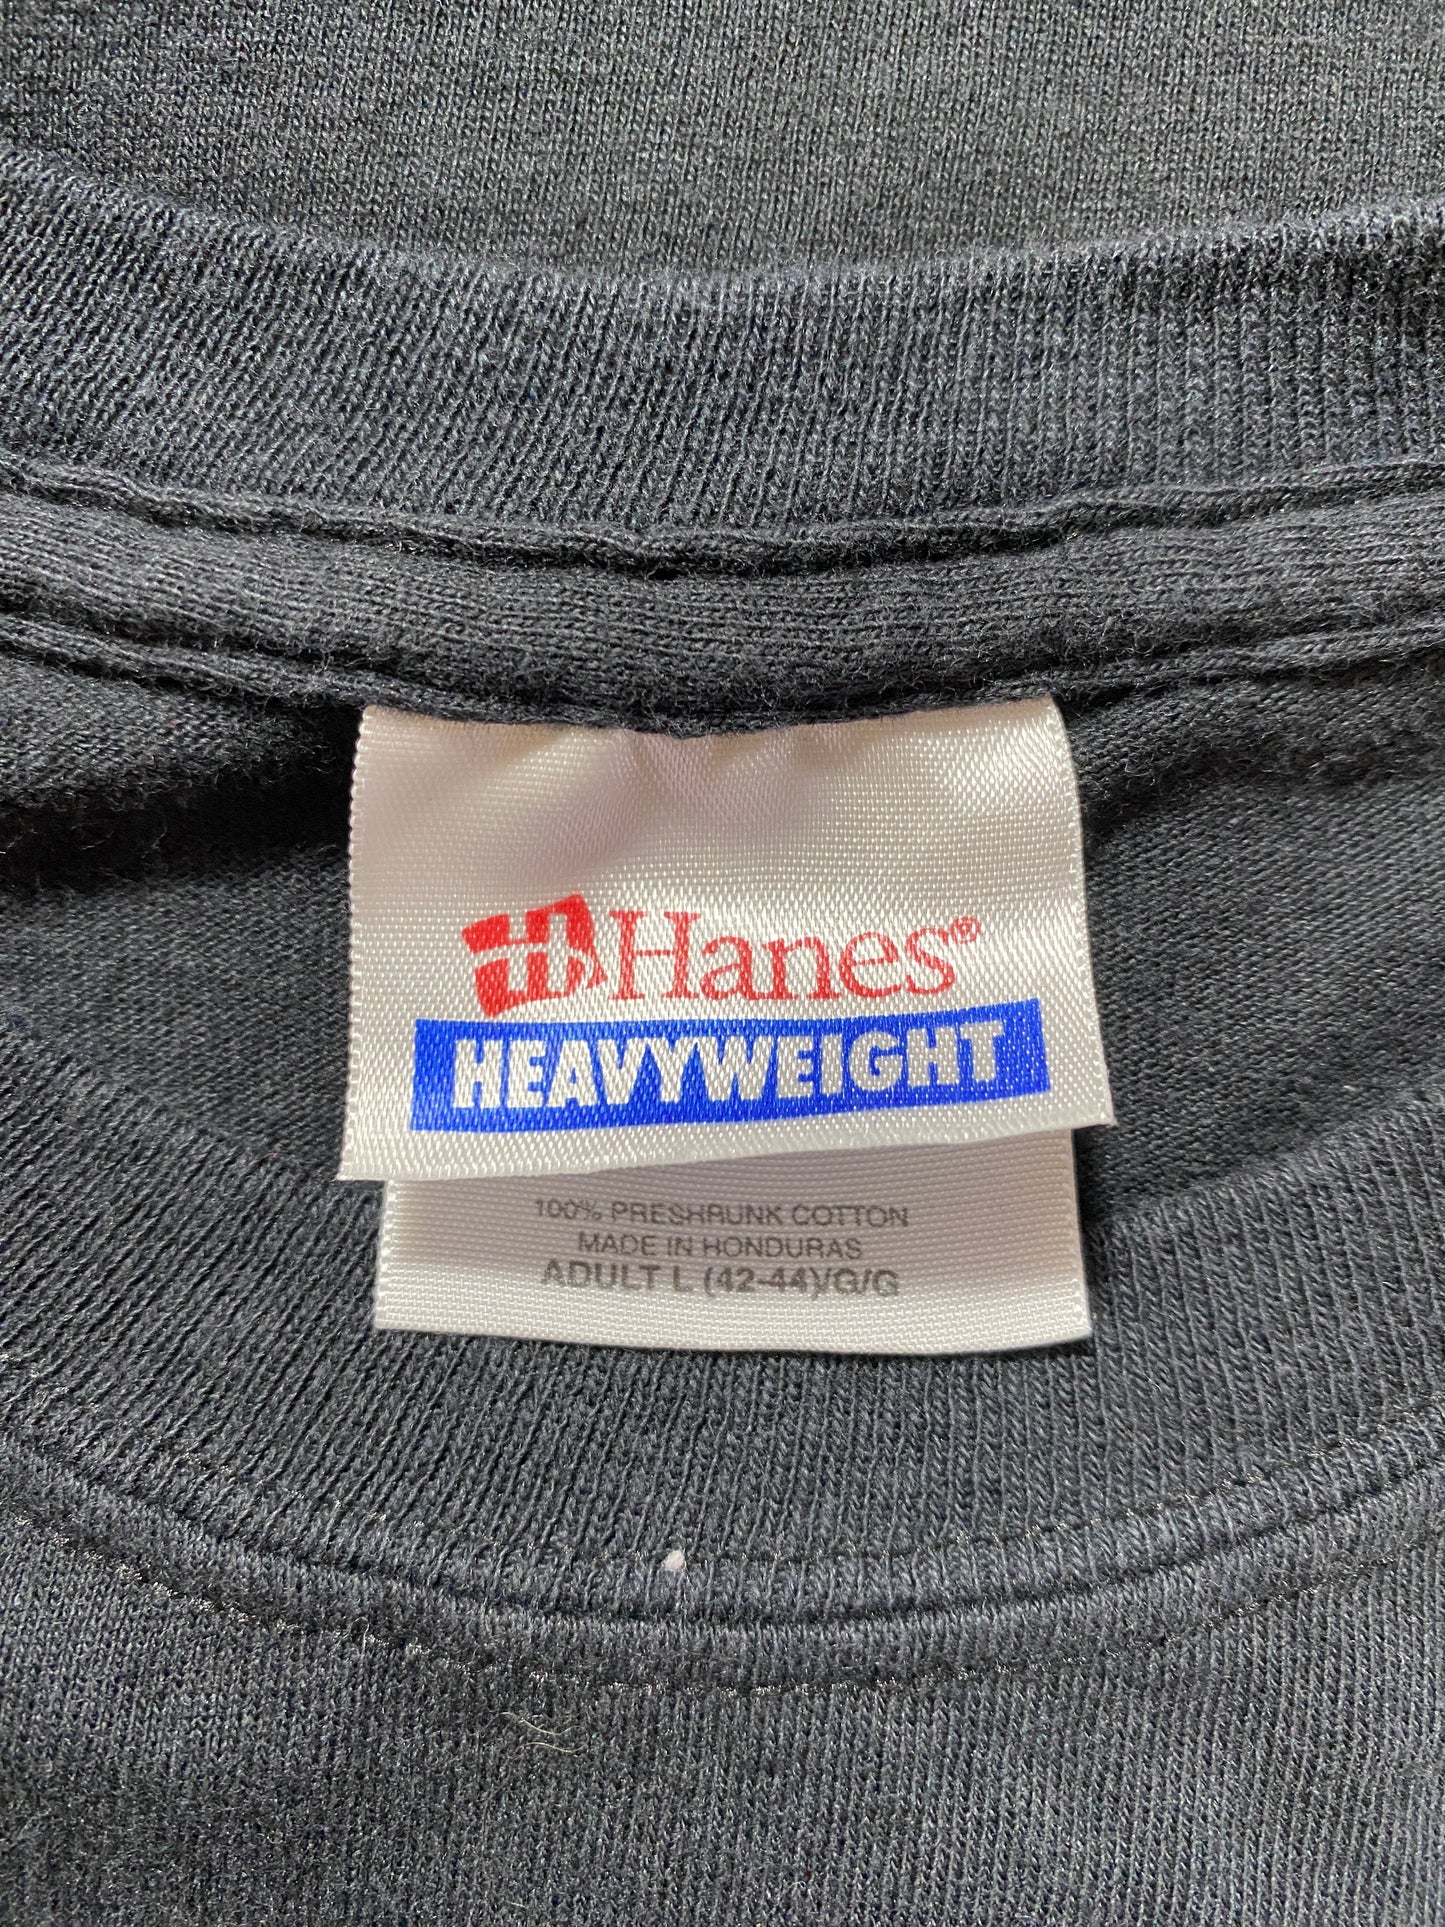 Hanes®
HEAVYWEIGHT
100% PRESHRUNK COTTON
MADE IN HONDURAS
ADULT L (42-44)/G/G